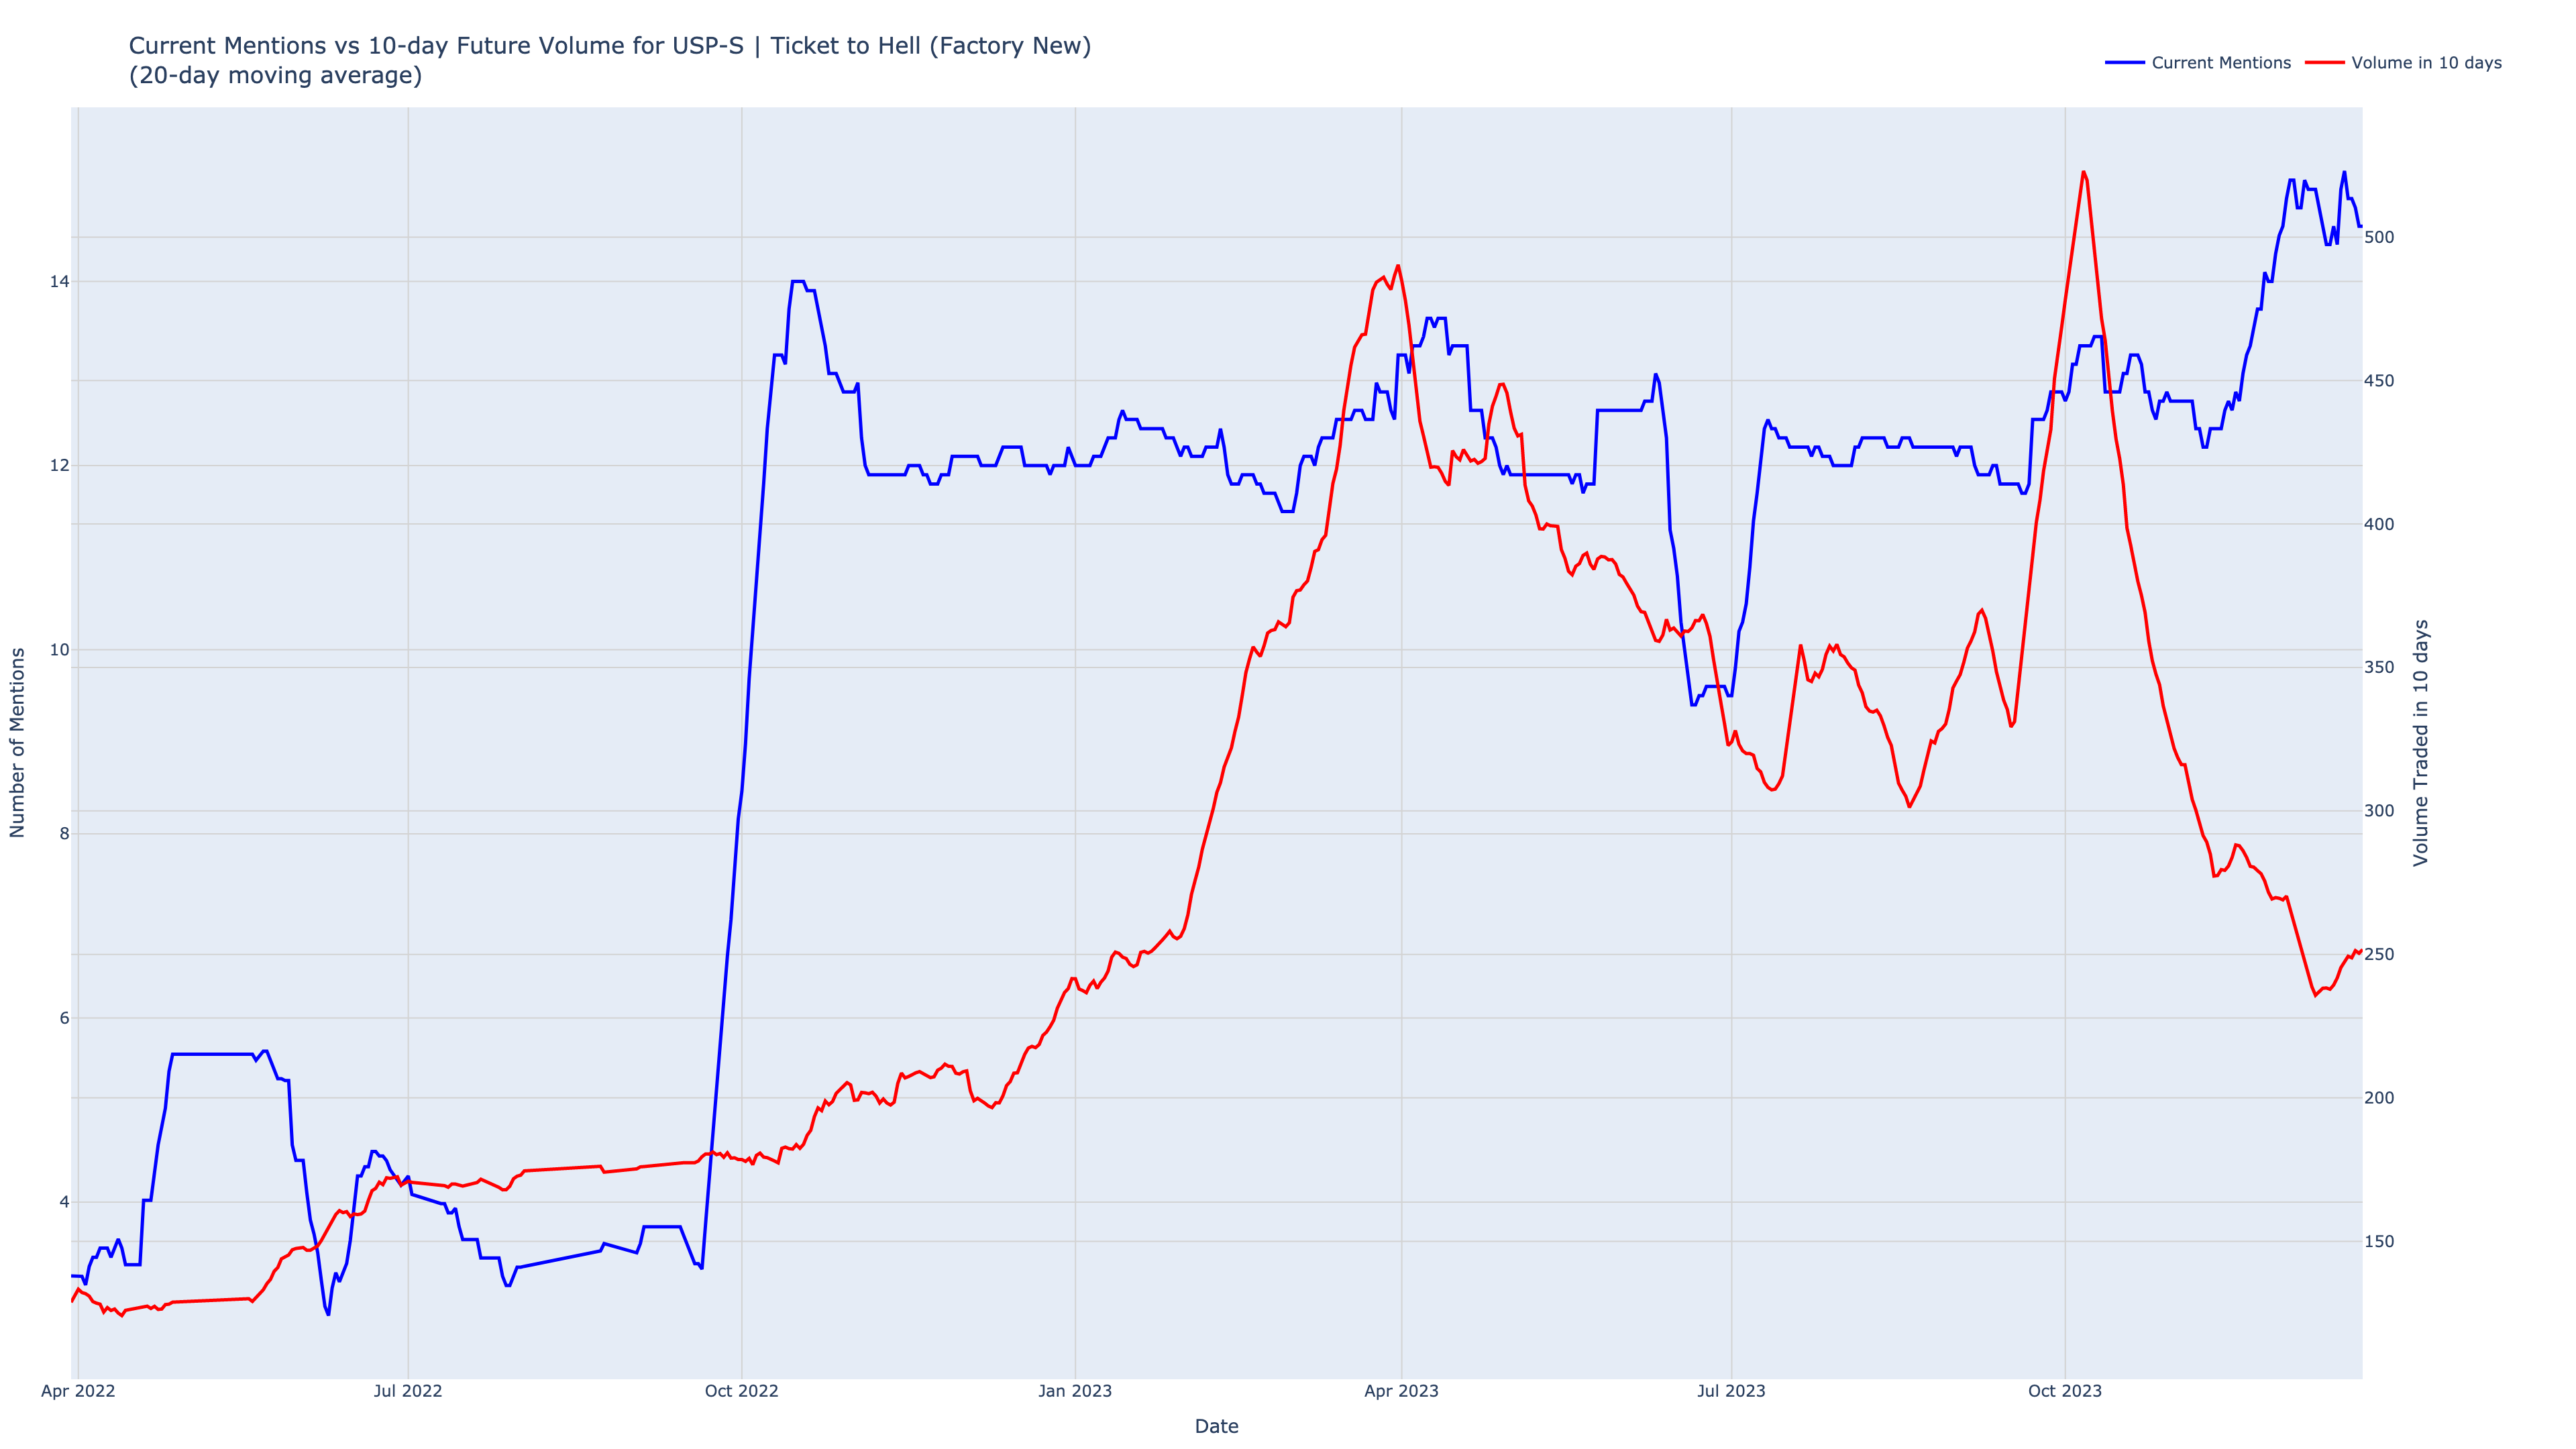 Current Mentions vs 10-day Future Volume for USP-S | Ticket to Hell (Factory New)
(20-day moving average)
Current Mentions
Volume in 10 days
Number of Mentions
14
12
10
8
6
4
500
450
400
350
300
250
200
150
Volume Traded in 10 days
Apr 2022
Jul 2022
Oct 2022
Jan 2023
Apr 2023
Jul 2023
Oct 2023
Date